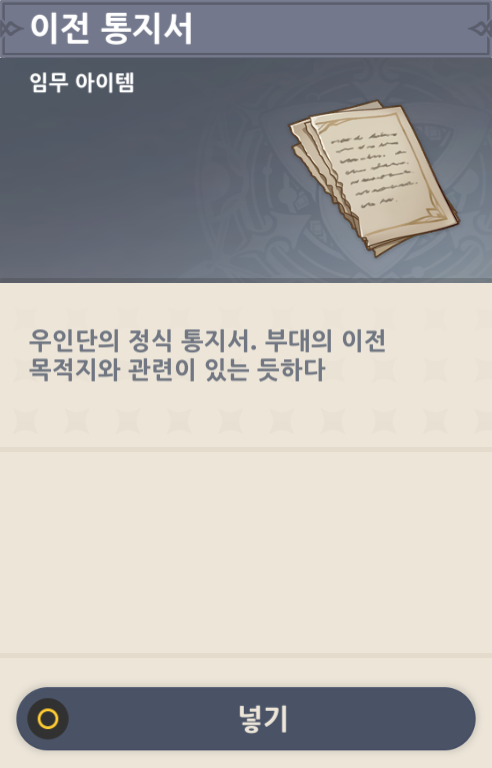 이전 통지서
임무 아이템
우인단의 정식 통지서. 부대의 이전
목적지와 관련이 있는 듯하다
넣기